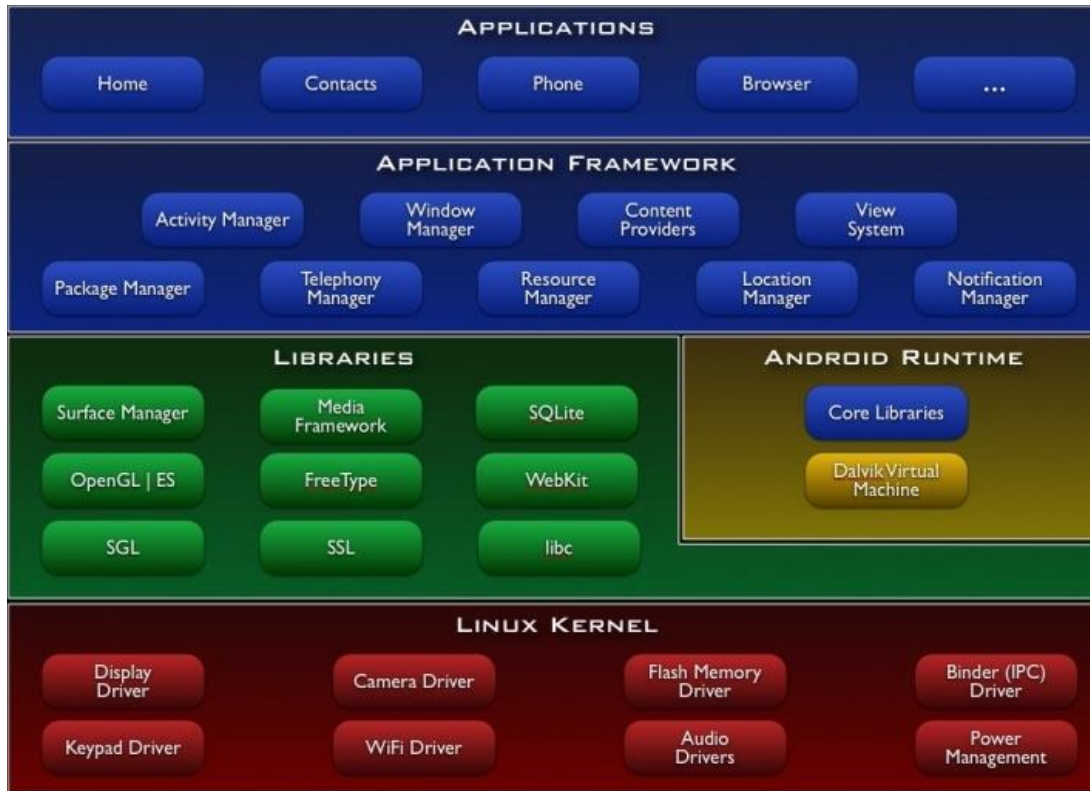 APPLICATIONS
Home
Contacts
Phone
Browser
...
APPLICATION FRAMEWORK
Activity Manager
Window
Manager
Content
Providers
View
System
Package Manager
Telephony
Manager
Resource
Manager
Location
Manager
Notification
Manager
LIBRARIES
Surface Manager
Media
Framework
SQLite
OpenGL | ES
FreeType
WebKit
SGL
SSL
libc
ANDROID RUNTIME
Core Libraries
Dalvik Virtual
Machine
LINUX KERNEL
Display
Driver
Camera Driver
Flash Memory
Driver
Binder (IPC)
Driver
Keypad Driver
WiFi Driver
Audio
Drivers
Power
Management